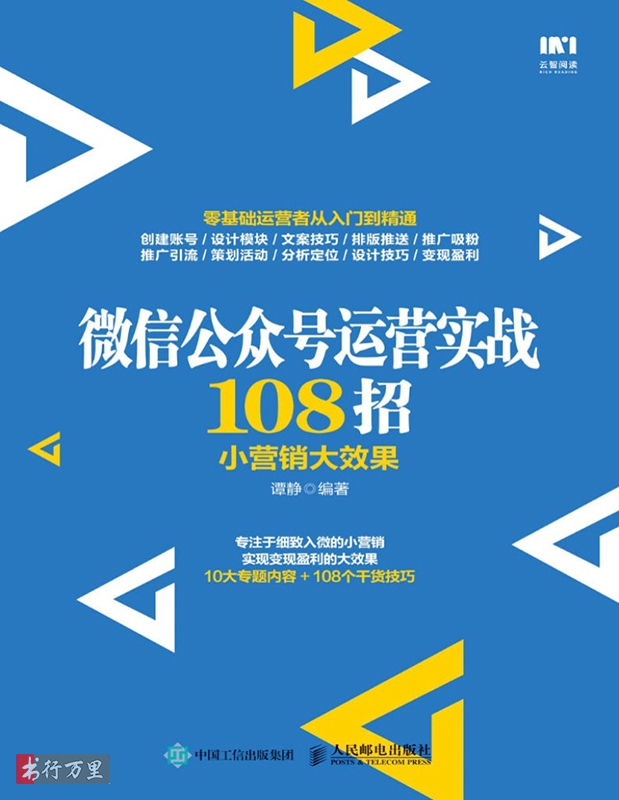 云智阅读
RICH READING
零基础运营者从入门到精通
创建账号 / 设计模块 / 文案技巧 / 排版推送 / 推广吸粉
推广引流 / 策划活动 / 分析定位 / 设计技巧 / 变现盈利
微信公众号运营实战
108招
小营销大效果
谭静◎编著
专注于细致入微的小营销
实现变现盈利的大效果
10大专题内容 + 108个干货技巧
中国工信出版集团
人民邮电出版社
POSTS & TELECOM PRESS
书行万里